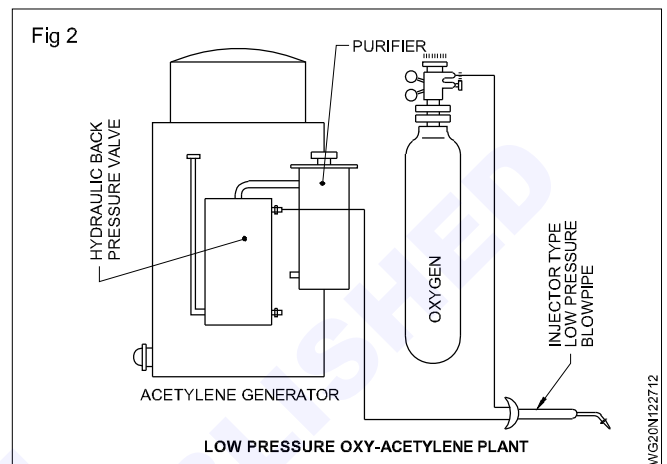 Fig 2
PURIFIER
HYDRAULIC BACK
PRESSURE VALVE
OXYGEN
INJECTOR TYPE
LOW PRESSURE
BLOWPIPE
ACETYLENE GENERATOR
LOW PRESSURE OXY-ACETYLENE PLANT
WG20N122712